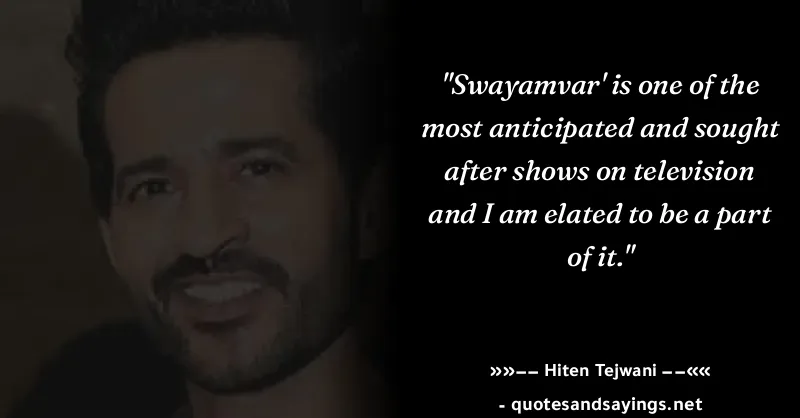 "Swayamvar' is one of the
most anticipated and sought
after shows on television
and I am elated to be a part
of it."
»»−− Hiten Tejwani −−««
- quotesandsayings.net